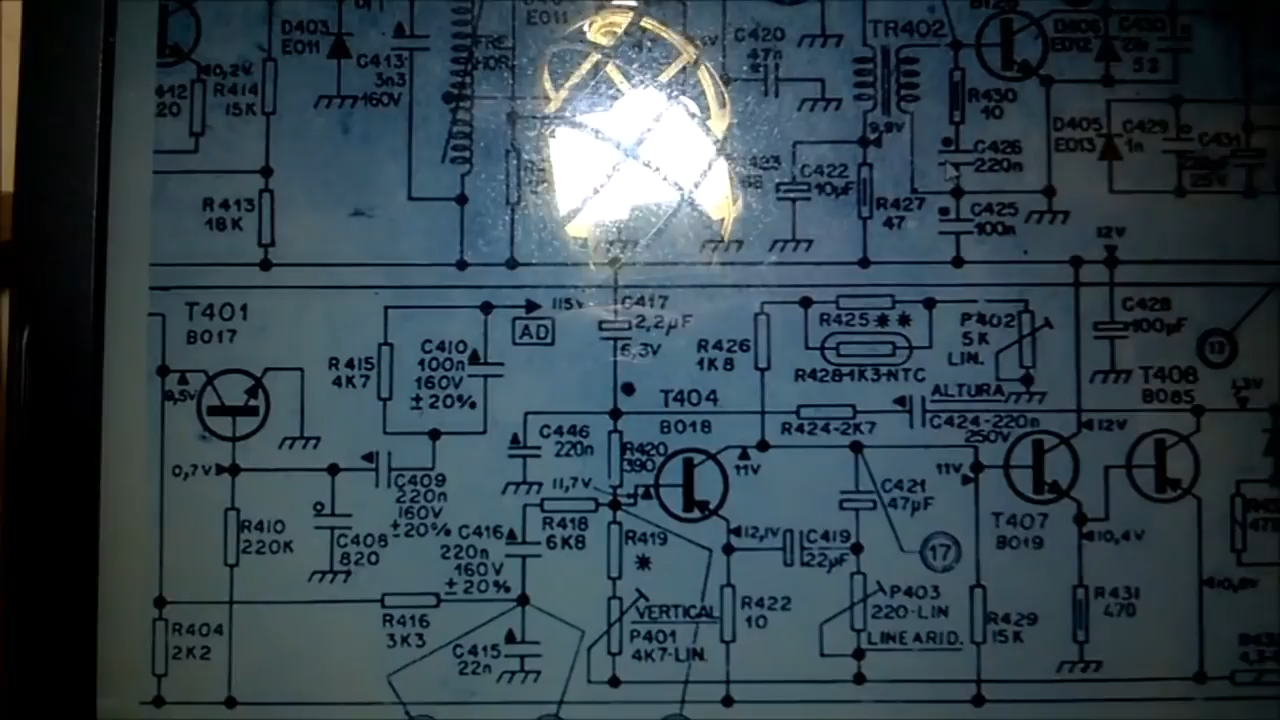 D403
E011
C413
3n3
160V
10,2V
R414
15K
20
R413
18K
E011
C420
47n
TR402
R430
10
C426
220n
C425
100n
C422
10µF
R427
47
9,9V
D406
E012
C430
D405
E013
C429
1n
C431
25V
12V
T401
B017
0,5V
0,7V
R415
4K7
C410
100n
160V
±20%
115V
AD
C417
2,2µF
6,3V
R426
1K8
R425**
R428-1K3-NTC
P402
5K
LIN.
ALTURA
C428
100µF
T408
B085
T404
B018
R424-2K7
C424-220n
250V
12V
C446
220n
R420
390
11,7V
11V
11V
C409
220n
160V
±20%
C408
820
R410
220K
C416
220n
160V
±20%
R418
6K8
R419
*
12,1V
C419
22µF
C421
47µF
17
T407
B019
10,4V
R404
2K2
R416
3K3
C415
22n
VERTICAL
P401
4K7-LIN.
R422
10
P403
220-LIN
LINEARID.
R429
15K
R431
470